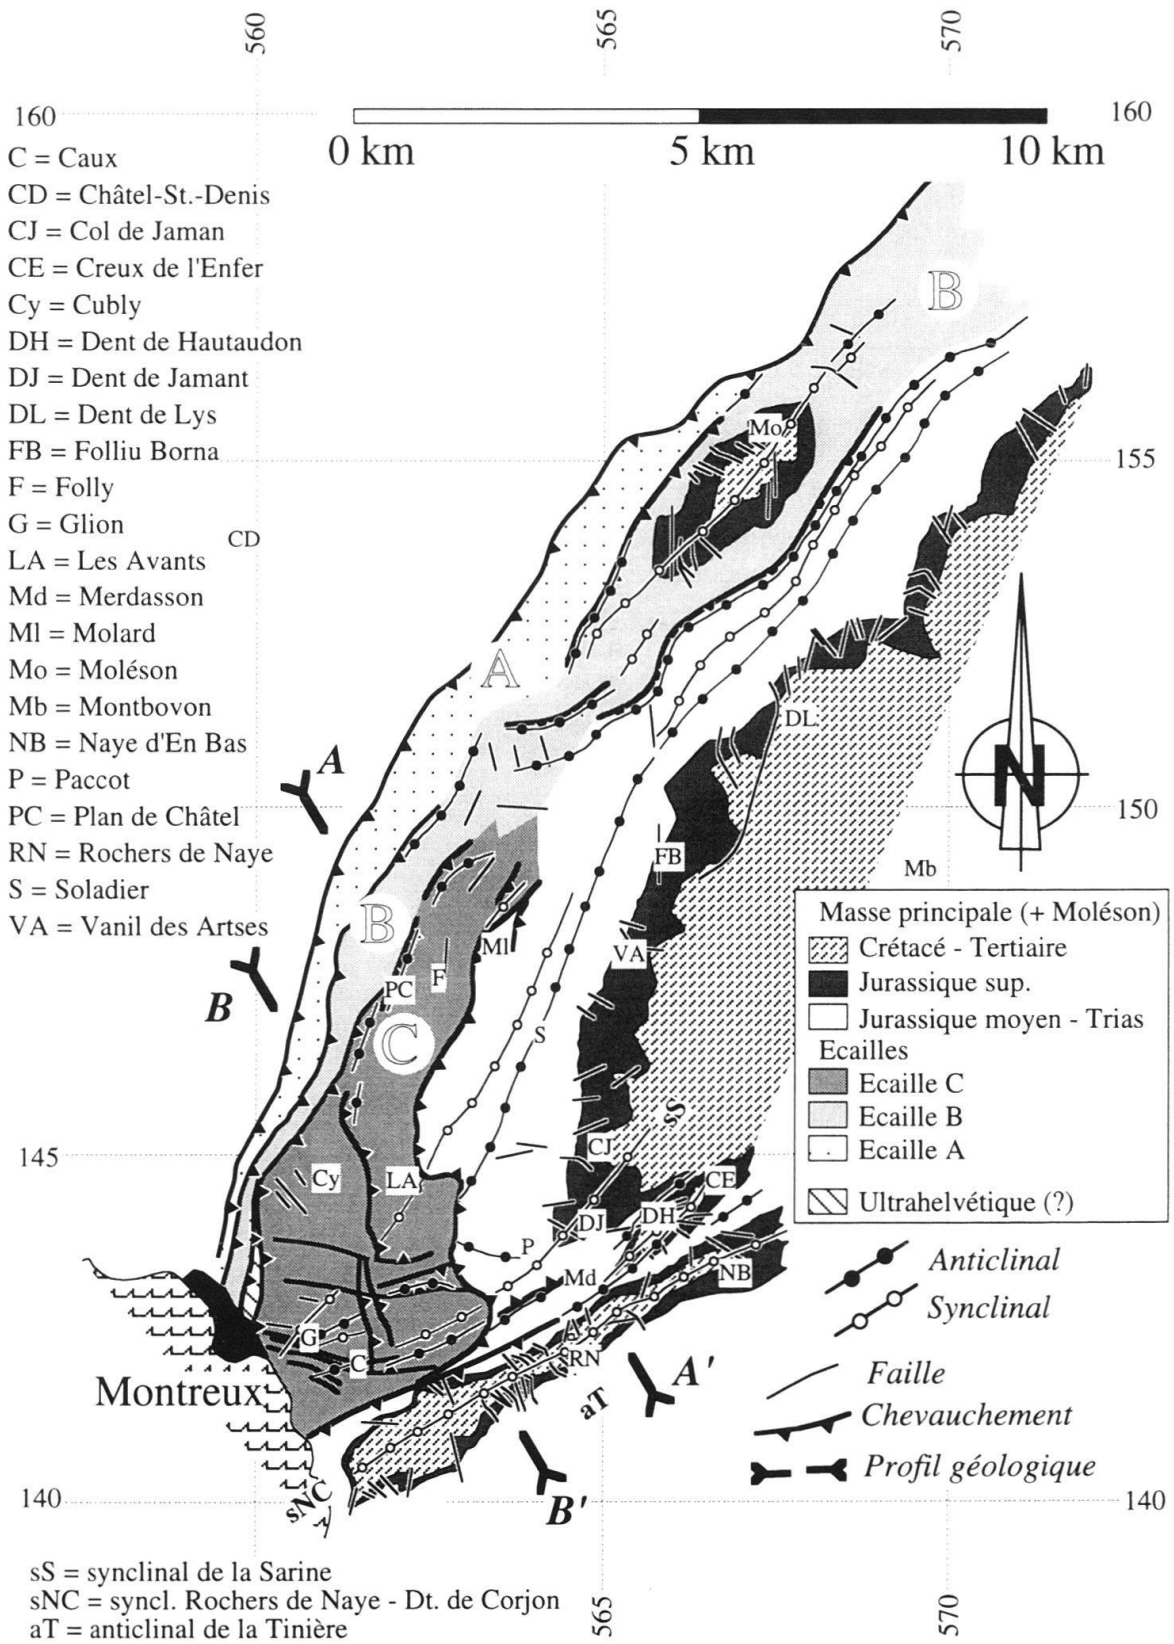 560
565
570
160
160
0 km
5 km
10 km
C = Caux
CD = Châtel-St.-Denis
CJ = Col de Jaman
CE = Creux de l'Enfer
Cy = Cubly
DH = Dent de Hautaudon
DJ = Dent de Jamant
DL = Dent de Lys
FB = Folliu Borna
F = Folly
G = Glion
LA = Les Avants
Md = Merdasson
Ml = Molard
Mo = Moléson
Mb = Montbovon
NB = Naye d'En Bas
P = Paccot
PC = Plan de Châtel
RN = Rochers de Naye
S = Soladier
VA = Vanil des Artses
B
Mo
155
CD
A
DL
A
N
150
FB
Mb
B
Ml
VA
F
PC
B
C
S
Masse principale (+ Moléson)
Crétacé - Tertiaire
Jurassique sup.
Jurassique moyen - Trias
Ecailles
Ecaille C
Ecaille B
Ecaille A
Ultrahelvétique (?)
sS
145
CJ
Cy
LA
CE
DH
DJ
P
NB
Md
G
C
RN
Montreux
A'
aT
Anticlinal
Synclinal
Faille
Chevauchement
Profil géologique
140
sNC
B'
140
sS = synclinal de la Sarine
sNC = syncl. Rochers de Naye - Dt. de Corjon
aT = anticlinal de la Tinière
565
570